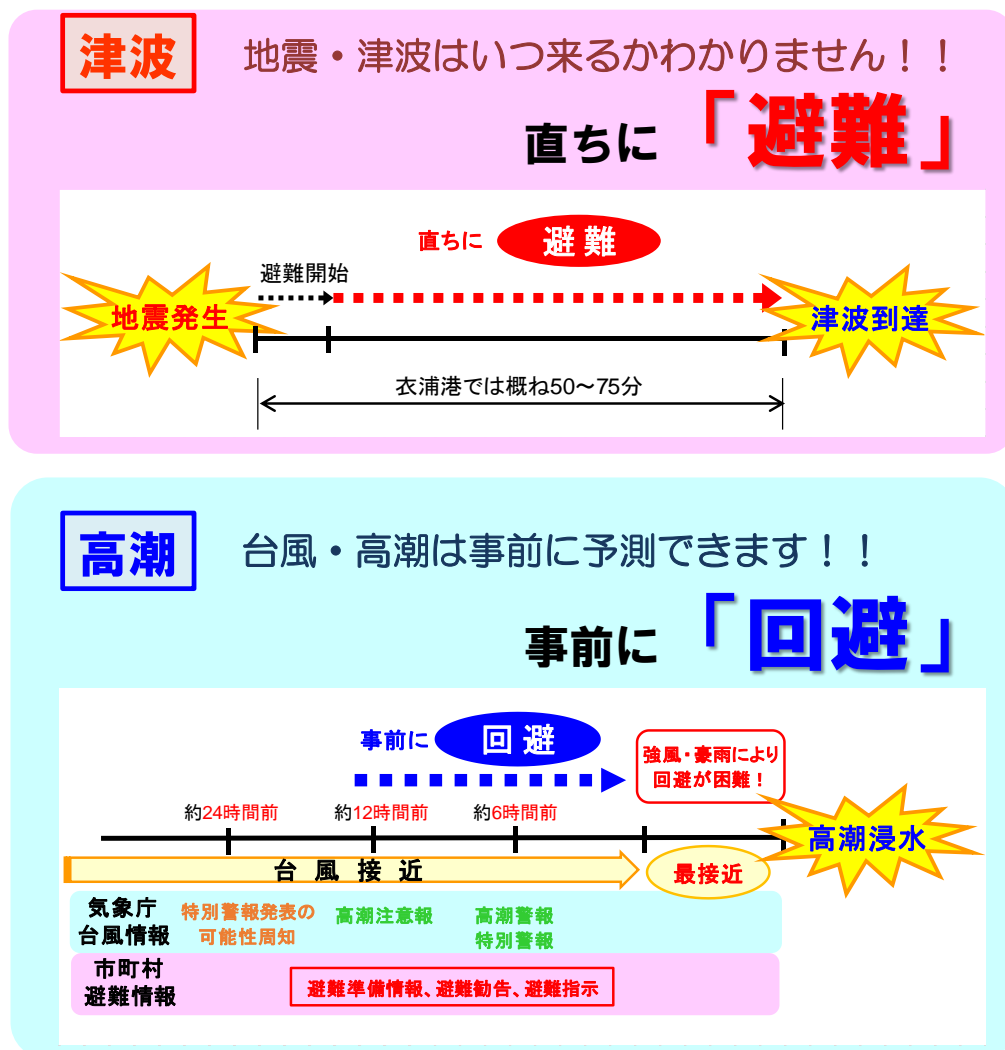 津波
地震・津波はいつ来るかわかりません！！
直ちに「避難」
直ちに 避難
避難開始
地震発生
津波到達
衣浦港では概ね50～75分
高潮
台風・高潮は事前に予測できます！！
事前に「回避」
事前に 回避
強風・豪雨により
回避が困難！
約24時間前 約12時間前 約6時間前
高潮浸水
台風接近
最接近
気象庁
台風情報
特別警報発表の
可能性周知
高潮注意報
高潮警報
特別警報
市町村
避難情報
避難準備情報、避難勧告、避難指示